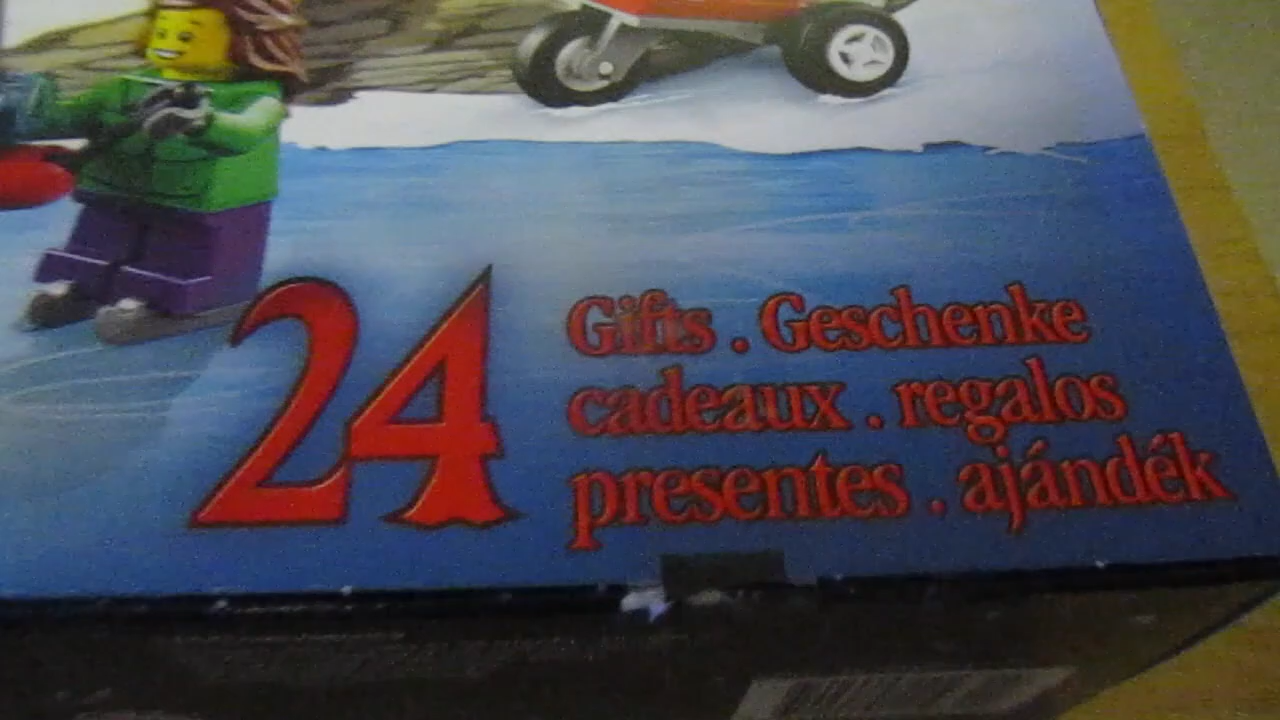 24
Gifts . Geschenke
cadeaux . regalos
presentes . ajándék